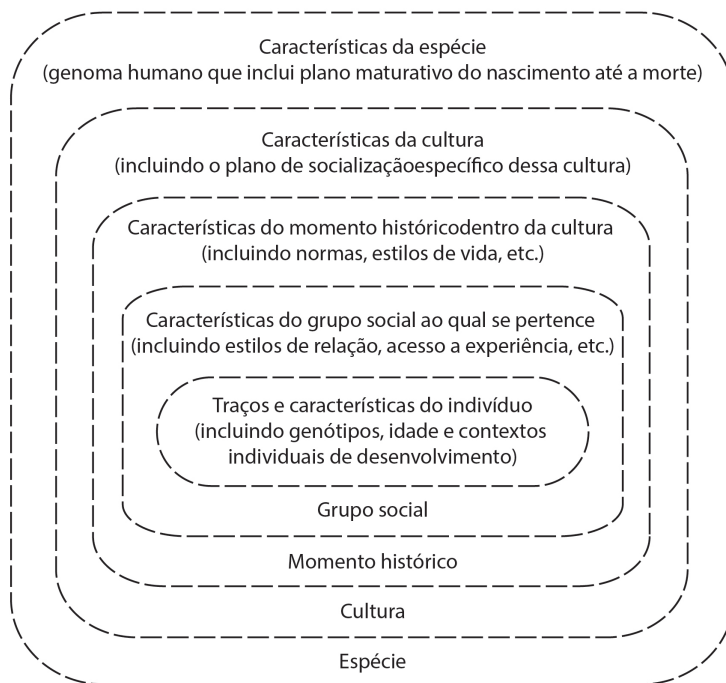 Características da espécie
(genoma humano que inclui plano maturativo do nascimento até a morte)
Características da cultura
(incluindo o plano de socializaçãoespecífico dessa cultura)
Características do momento históricodentro da cultura
(incluindo normas, estilos de vida, etc.)
Características do grupo social ao qual se pertence
(incluindo estilos de relação, acesso a experiência, etc.)
Traços e características do indivíduo
(incluindo genótipos, idade e contextos
individuais de desenvolvimento)
Grupo social
Momento histórico
Cultura
Espécie